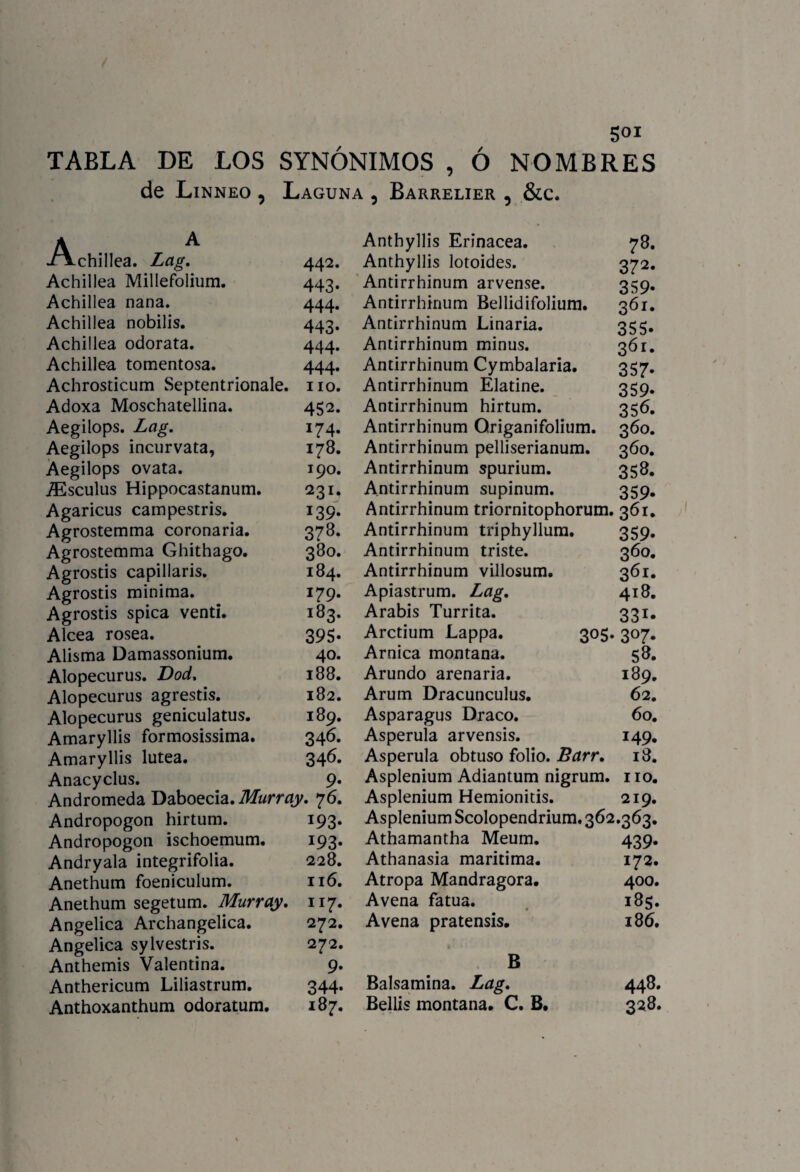 501
TABLA DE LOS SYNÓNIMOS , Ó NOMBRES
de Linneo , Laguna , Barrelier , &c.
A
Achillea. Lag. 442.
Achillea Millefolium. 443.
Achillea nana. 444.
Achillea nobilis. 443.
Achillea odorata. 444.
Achillea tomentosa. 444.
Achrosticum Septentrionale. 110.
Adoxa Moschatellina. 452.
Aegilops. Lag. 174.
Aegilops incurvata, 178.
Aegilops ovata. 190.
Æsculus Hippocastanum. 231.
Agaricus campestris. 139.
Agrostemma coronaria. 378.
Agrostemma Ghithago. 380.
Agrostis capillaris. 184.
Agrostis minima. 179.
Agrostis spica venti. 183.
Alcea rosea. 395.
Alisma Damassonium. 40.
Alopecurus. Dod. 188.
Alopecurus agrestis. 182.
Alopecurus geniculatus. 189.
Amaryllis formosissima. 346.
Amaryllis lutea. 346.
Anacyclus. 9.
Andromeda Daboecia. Murray. 76.
Andropogon hirtum. 193.
Andropogon ischoemum. 193.
Andryala integrifolia. 228.
Anethum foeniculum. 116.
Anethum segetum. Murray. 117.
Angelica Archangelica. 272.
Angelica sylvestris. 272.
Anthemis Valentina. 9.
Anthericum Liliastrum. 344.
Anthoxanthum odoratum. 187.
Anthyllis Erinacea. 78.
Anthyllis lotoides. 372.
Antirrhinum arvense. 359.
Antirrhinum Bellidifolium. 361.
Antirrhinum Linaria. 355.
Antirrhinum minus. 361.
Antirrhinum Cymbalaria. 357.
Antirrhinum Elatine. 359.
Antirrhinum hirtum. 356.
Antirrhinum Origanifolium. 360.
Antirrhinum pelliserianum. 360.
Antirrhinum spurium. 358.
Antirrhinum supinum. 359.
Antirrhinum triornitophorum. 361.
Antirrhinum triphyllum. 359.
Antirrhinum triste. 360.
Antirrhinum villosum. 361.
Apiastrum. Lag. 418.
Arabis Turrita. 331.
Arctium Lappa. 305. 307.
Arnica montana. 58.
Arundo arenaria. 189.
Arum Dracunculus. 62.
Asparagus Draco. 60.
Asperula arvensis. 149.
Asperula obtuso folio. Barr. 18.
Asplenium Adiantum nigrum. 110.
Asplenium Hemionitis. 219.
Asplenium Scolopendrium. 362.363.
Athamantha Meum. 439.
Athanasia maritima. 172.
Atropa Mandragora. 400.
Avena fatua. 185.
Avena pratensis. 186.
B
Balsamina. Lag. 448.
Bellis montana. C. B. 328.